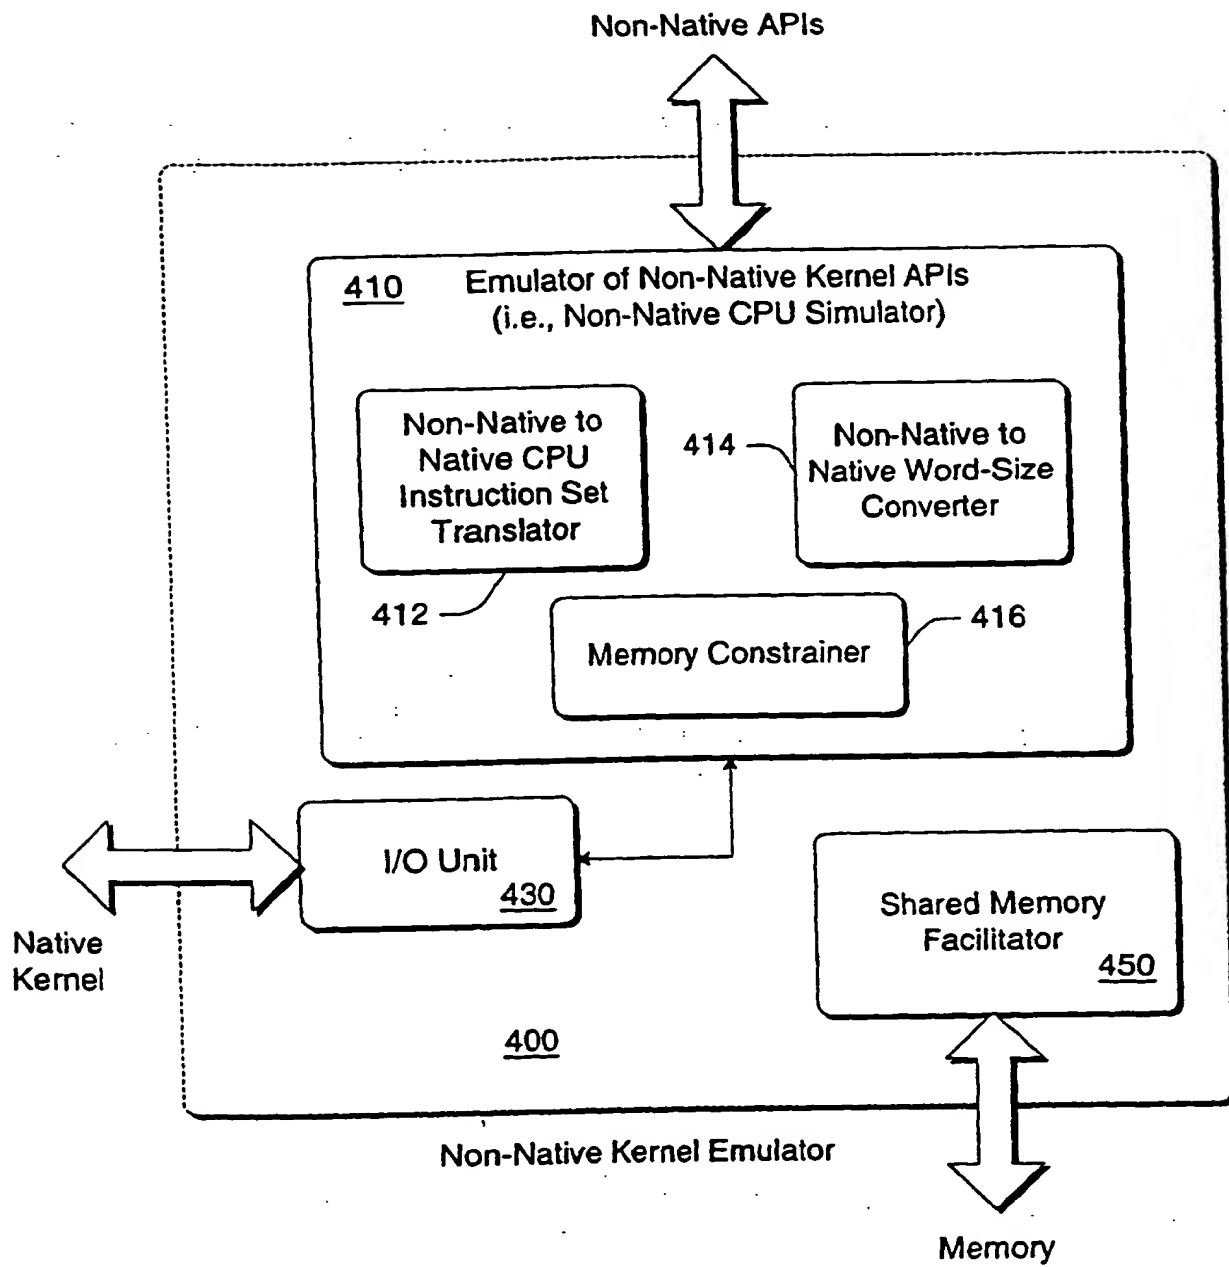 Non-Native APIs
410
Emulator of Non-Native Kernel APIs
(i.e., Non-Native CPU Simulator)
Non-Native to
Native CPU
Instruction Set
Translator
412
414
Non-Native to
Native Word-Size
Converter
Memory Constrainer
416
I/O Unit
430
Native
Kernel
Shared Memory
Facilitator
450
400
Non-Native Kernel Emulator
Memory